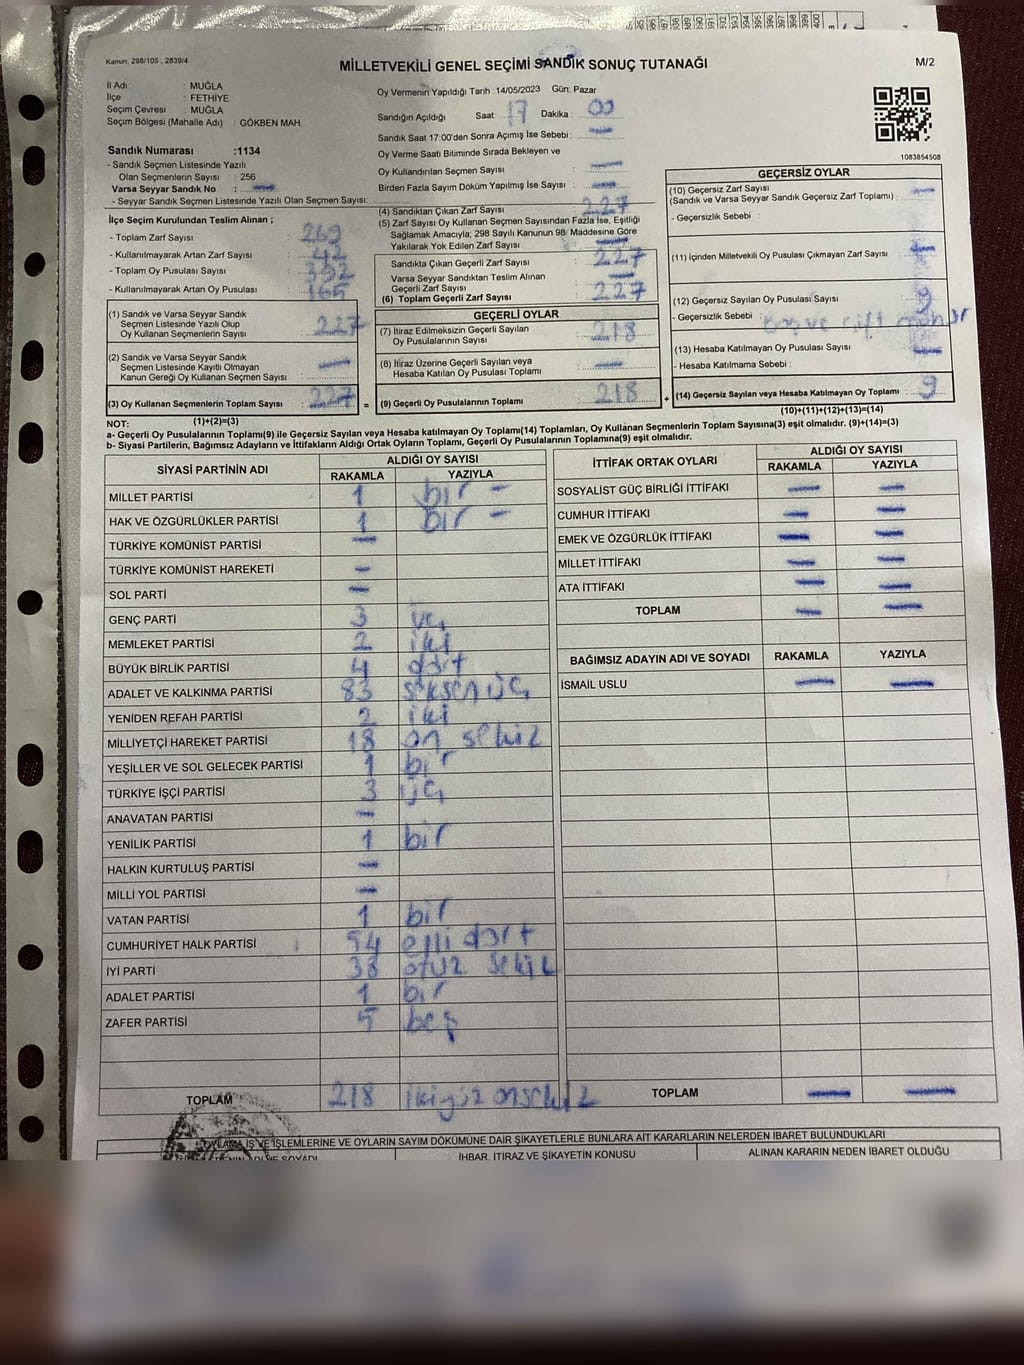 Kanun. 298/105 , 2839/4
MİLLETVEKİLİ GENEL SEÇİMİ SANDIK SONUÇ TUTANAĞI
M/2
İl Adı : MUĞLA
İlçe : FETHİYE
Seçim Çevresi : MUĞLA
Seçim Bölgesi (Mahalle Adı) : GÖKBEN MAH.
Sandık Numarası :1134
- Sandık Seçmen Listesinde Yazılı
Olan Seçmenlerin Sayısı : 256
Varsa Seyyar Sandık No : —
- Seyyar Sandık Seçmen Listesinde Yazılı Olan Seçmen Sayısı:
Oy Vermenin Yapıldığı Tarih :14/05/2023 Gün: Pazar
Sandığın Açıldığı Saat : 17 Dakika : 00
Sandık Saat 17:00'den Sonra Açımış İse Sebebi : —
Oy Verme Saati Bitiminde Sırada Bekleyen ve
Oy Kullandırılan Seçmen Sayısı : —
Birden Fazla Sayım Döküm Yapılmış İse Sayısı : —
1083854508
İlçe Seçim Kurulundan Teslim Alınan ;
- Toplam Zarf Sayısı : 269
- Kullanılmayarak Artan Zarf Sayısı : 42
- Toplam Oy Pusulası Sayısı : 392
- Kullanılmayarak Artan Oy Pusulası : 165
(1) Sandık ve Varsa Seyyar Sandık
Seçmen Listesinde Yazılı Olup
Oy Kullanan Seçmenlerin Sayısı : 227
(2) Sandık ve Varsa Seyyar Sandık
Seçmen Listesinde Kayıtlı Olmayan
Kanun Gereği Oy Kullanan Seçmen Sayısı : —
(3) Oy Kullanan Seçmenlerin Toplam Sayısı : 227
(1)+(2)=(3)
(4) Sandıktan Çıkan Zarf Sayısı : 227
(5) Zarf Sayısı Oy Kullanan Seçmen Sayısından Fazla İse, Eşitliği
Sağlamak Amacıyla; 298 Sayılı Kanunun 98/ Maddesine Göre
Yakılarak Yok Edilen Zarf Sayısı : —
Sandıkta Çıkan Geçerli Zarf Sayısı : 227
Varsa Seyyar Sandıktan Teslim Alınan
Geçerli Zarf Sayısı : —
(6) Toplam Geçerli Zarf Sayısı : 227
GEÇERLİ OYLAR
(7) İtiraz Edilmeksizin Geçerli Sayılan
Oy Pusulalarının Sayısı : 218
(8) İtiraz Üzerine Geçerli Sayılan veya
Hesaba Katılan Oy Pusulası Toplamı : —
= (9) Geçerli Oy Pusulalarının Toplamı : 218 +
GEÇERSİZ OYLAR
(10) Geçersiz Zarf Sayısı
(Sandık ve Varsa Seyyar Sandık Geçersiz Zarf Toplamı) : —
- Geçersizlik Sebebi :
(11) İçinden Milletvekili Oy Pusulası Çıkmayan Zarf Sayısı : —
(12) Geçersiz Sayılan Oy Pusulası Sayısı : 9
- Geçersizlik Sebebi : boş ve çift mühür
(13) Hesaba Katılmayan Oy Pusulası Sayısı : —
- Hesaba Katılmama Sebebi :
(14) Geçersiz Sayılan veya Hesaba Katılmayan Oy Toplamı : 9
(10)+(11)+(12)+(13)=(14)
NOT:
a- Geçerli Oy Pusulalarının Toplamı(9) ile Geçersiz Sayılan veya Hesaba katılmayan Oy Toplamı(14) Toplamları, Oy Kullanan Seçmenlerin Toplam Sayısına(3) eşit olmalıdır. (9)+(14)=(3)
b- Siyasi Partilerin, Bağımsız Adayların ve İttifakların Aldığı Ortak Oyların Toplamı, Geçerli Oy Pusulalarının Toplamına(9) eşit olmalıdır.
SİYASİ PARTİNİN ADI ALDIĞI OY SAYISI
RAKAMLA YAZIYLA
MİLLET PARTİSİ 1 bir —
HAK VE ÖZGÜRLÜKLER PARTİSİ 1 bir —
TÜRKİYE KOMÜNİST PARTİSİ —
TÜRKİYE KOMÜNİST HAREKETİ —
SOL PARTİ —
GENÇ PARTİ 3 üç
MEMLEKET PARTİSİ 2 iki
BÜYÜK BİRLİK PARTİSİ 4 dört
ADALET VE KALKINMA PARTİSİ 83 seksen üç
YENİDEN REFAH PARTİSİ 2 iki
MİLLİYETÇİ HAREKET PARTİSİ 18 on sekiz
YEŞİLLER VE SOL GELECEK PARTİSİ 1 bir
TÜRKİYE İŞÇİ PARTİSİ 3 üç
ANAVATAN PARTİSİ —
YENİLİK PARTİSİ 1 bir
HALKIN KURTULUŞ PARTİSİ —
MİLLİ YOL PARTİSİ —
VATAN PARTİSİ 1 bir
CUMHURİYET HALK PARTİSİ 54 elli dört
İYİ PARTİ 38 otuz sekiz
ADALET PARTİSİ 1 bir
ZAFER PARTİSİ 5 beş
TOPLAM 218 ikiyüz onsekiz
İTTİFAK ORTAK OYLARI ALDIĞI OY SAYISI
RAKAMLA YAZIYLA
SOSYALİST GÜÇ BİRLİĞİ İTTİFAKI — —
CUMHUR İTTİFAKI — —
EMEK VE ÖZGÜRLÜK İTTİFAKI — —
MİLLET İTTİFAKI — —
ATA İTTİFAKI — —
TOPLAM — —
BAĞIMSIZ ADAYIN ADI VE SOYADI RAKAMLA YAZIYLA
İSMAİL USLU — —
TOPLAM — —
OYLAMA İŞ VE İŞLEMLERİNE VE OYLARIN SAYIM DÖKÜMÜNE DAİR ŞİKAYETLERLE BUNLARA AİT KARARLARIN NELERDEN İBARET BULUNDUKLARI
İHBAR, İTİRAZ VE ŞİKAYETİN KONUSU ALINAN KARARIN NEDEN İBARET OLDUĞU